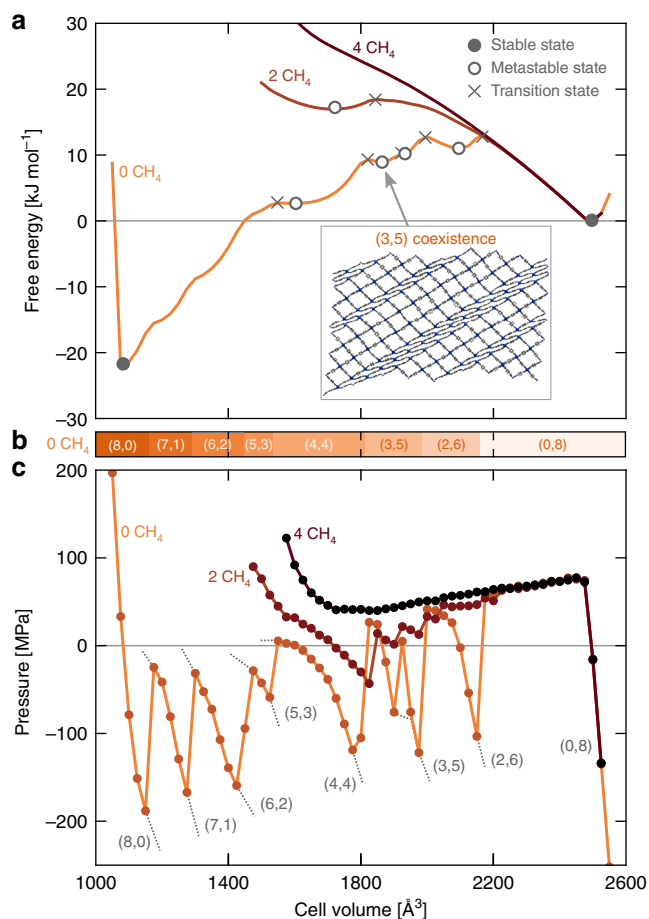 a
30
20
10
0
−10
−20
−30
Free energy [kJ mol⁻¹]
4 CH₄
2 CH₄
0 CH₄
Stable state
Metastable state
Transition state
(3,5) coexistence
b
0 CH₄
(8,0) (7,1) (6,2) (5,3) (4,4) (3,5) (2,6) (0,8)
c
200
100
0
−100
−200
Pressure [MPa]
0 CH₄
4 CH₄
2 CH₄
(5,3)
(4,4)
(3,5)
(2,6)
(0,8)
(6,2)
(7,1)
(8,0)
1000 1400 1800 2200 2600
Cell volume [Å³]